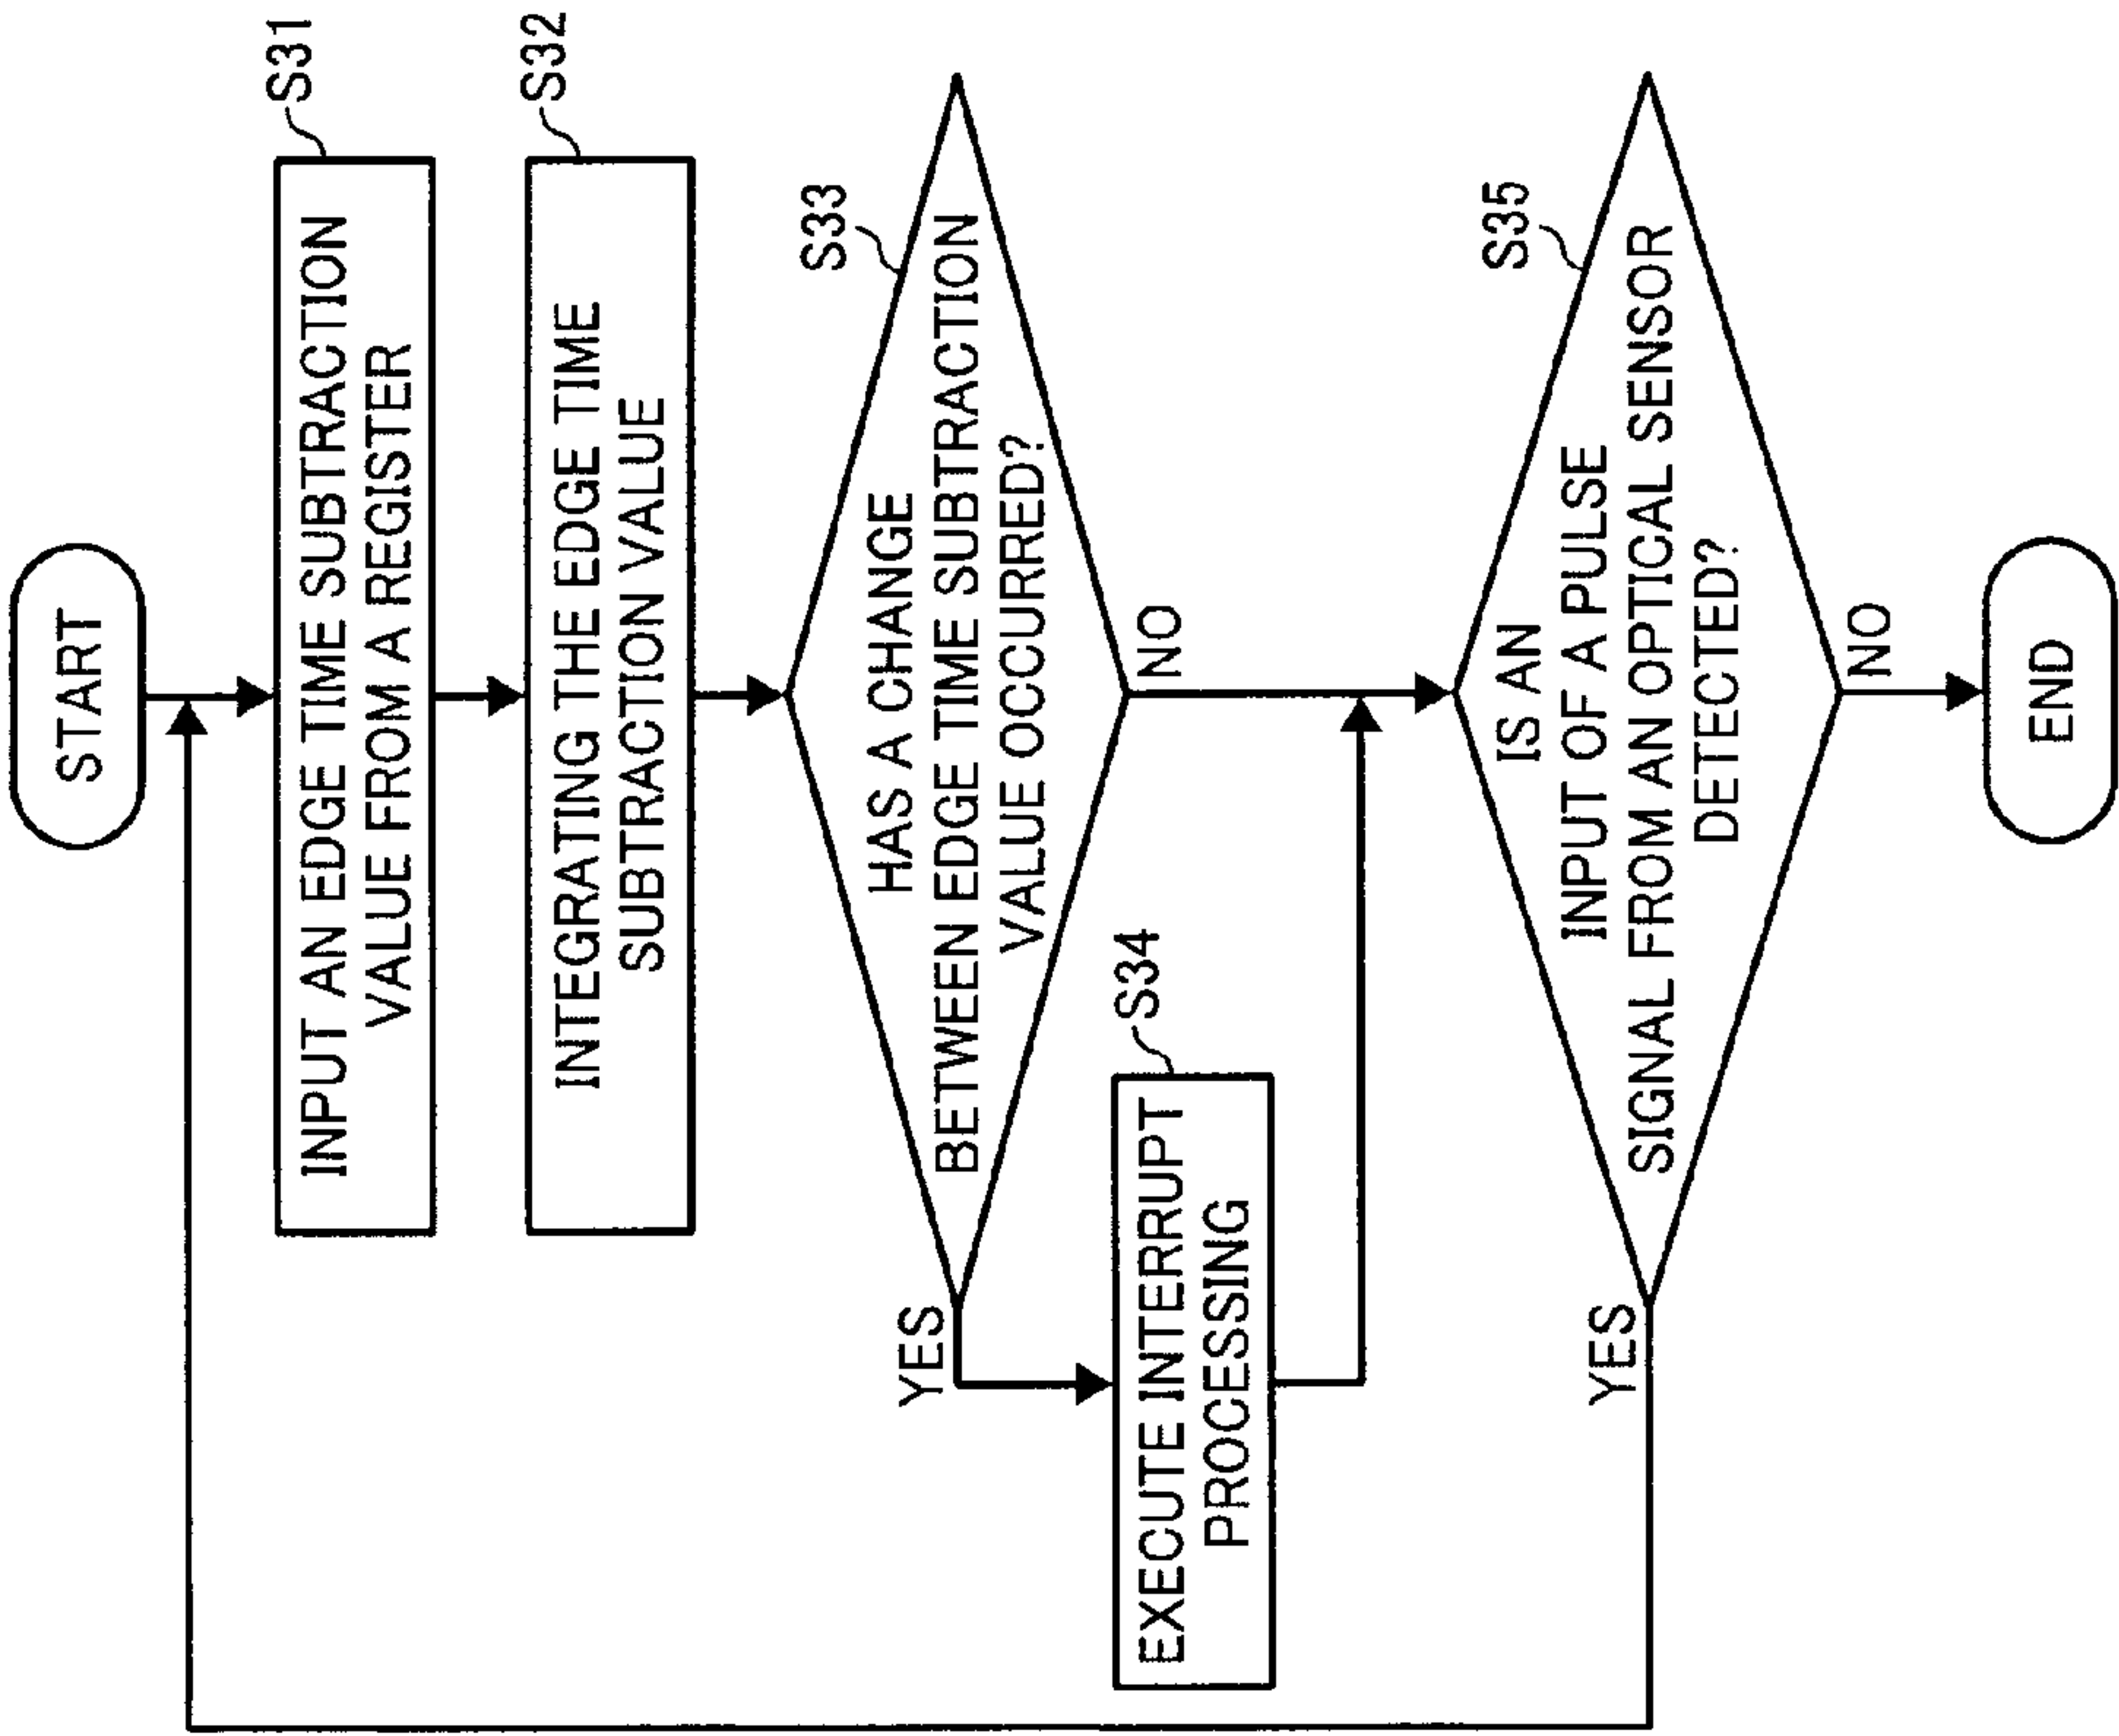 START
S31
INPUT AN EDGE TIME SUBTRACTION
VALUE FROM A REGISTER
S32
INTEGRATING THE EDGE TIME
SUBTRACTION VALUE
S33
HAS A CHANGE
BETWEEN EDGE TIME SUBTRACTION
VALUE OCCURRED?
YES
NO
S34
EXECUTE INTERRUPT
PROCESSING
S35
IS AN
INPUT OF A PULSE
SIGNAL FROM AN OPTICAL SENSOR
DETECTED?
YES
NO
END